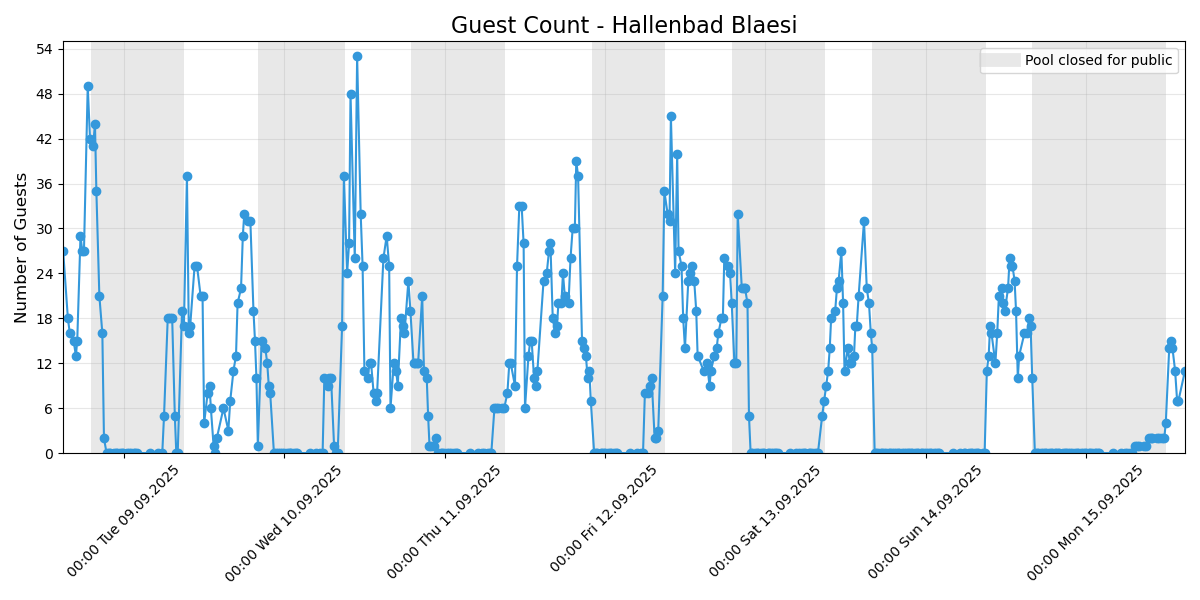 Guest Count - Hallenbad Blaesi
Pool closed for public
Number of Guests
54
48
42
36
30
24
18
12
6
0
00:00 Tue 09.09.2025
00:00 Wed 10.09.2025
00:00 Thu 11.09.2025
00:00 Fri 12.09.2025
00:00 Sat 13.09.2025
00:00 Sun 14.09.2025
00:00 Mon 15.09.2025